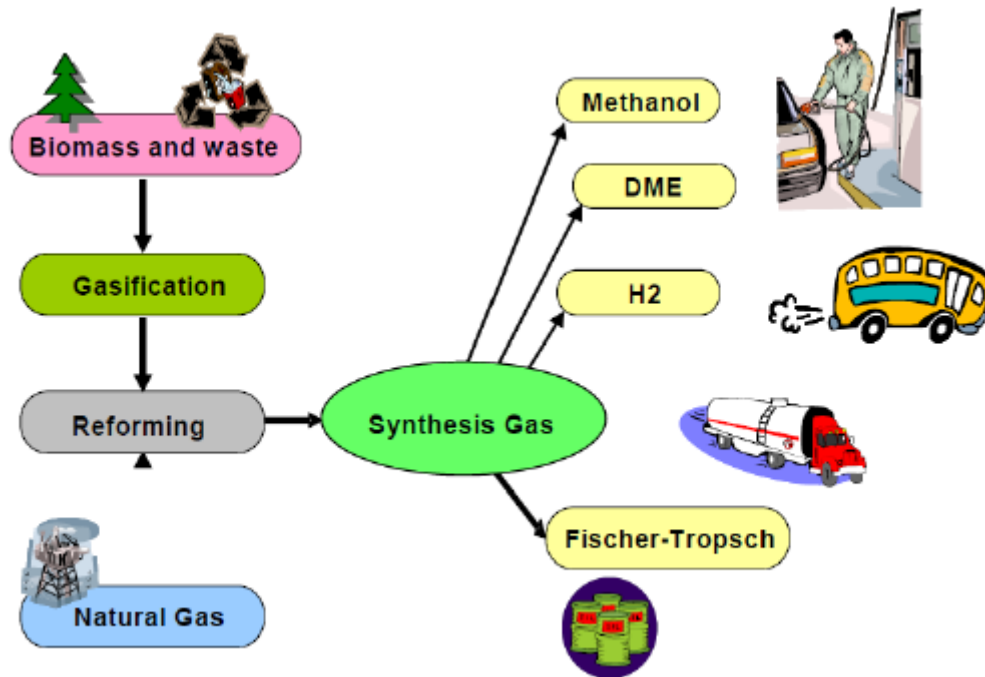 Biomass and waste
Gasification
Reforming
Natural Gas
Synthesis Gas
Methanol
DME
H2
Fischer-Tropsch